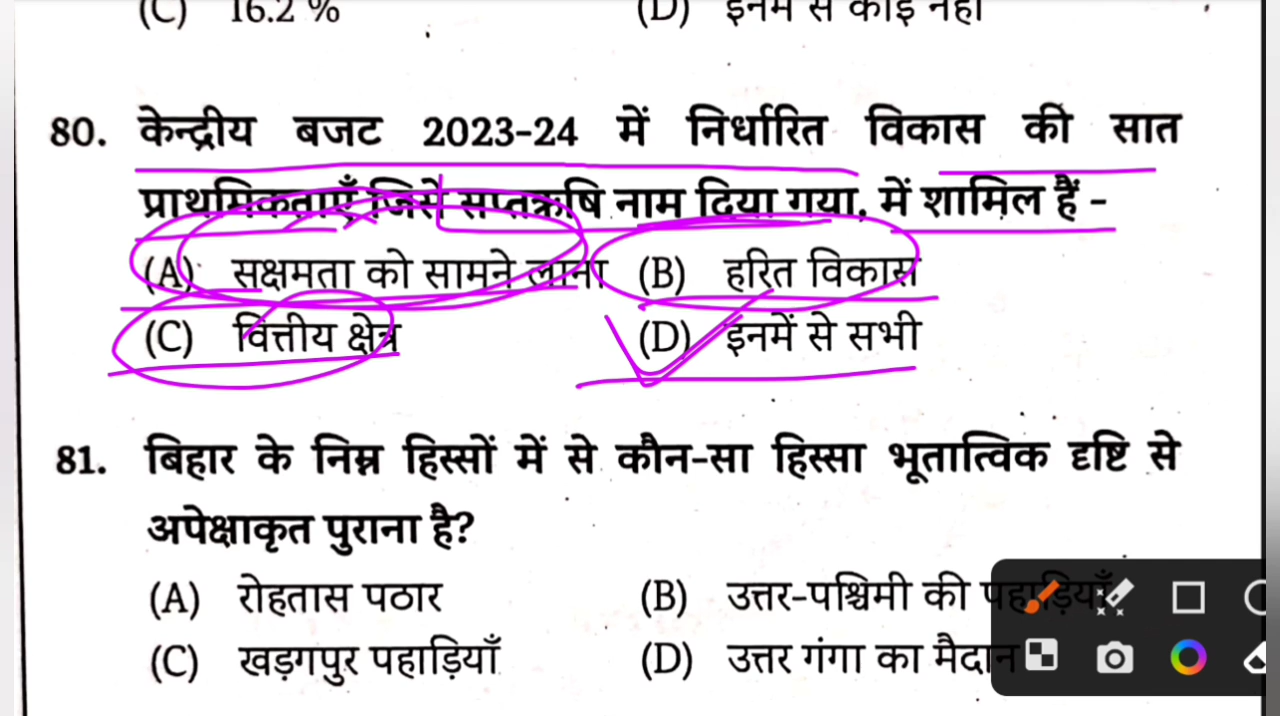 (C) 16.2 % (D) इनमें से कोई नहीं
80. केन्द्रीय बजट 2023-24 में निर्धारित विकास की सात
प्राथमिकताएँ जिसे सप्तऋषि नाम दिया गया, में शामिल हैं -
(A) सक्षमता को सामने लाना (B) हरित विकास
(C) वित्तीय क्षेत्र (D) इनमें से सभी
81. बिहार के निम्न हिस्सों में से कौन-सा हिस्सा भूतात्विक दृष्टि से
अपेक्षाकृत पुराना है?
(A) रोहतास पठार (B) उत्तर-पश्चिमी की पहाड़ियाँ
(C) खड़गपुर पहाड़ियाँ (D) उत्तर गंगा का मैदान